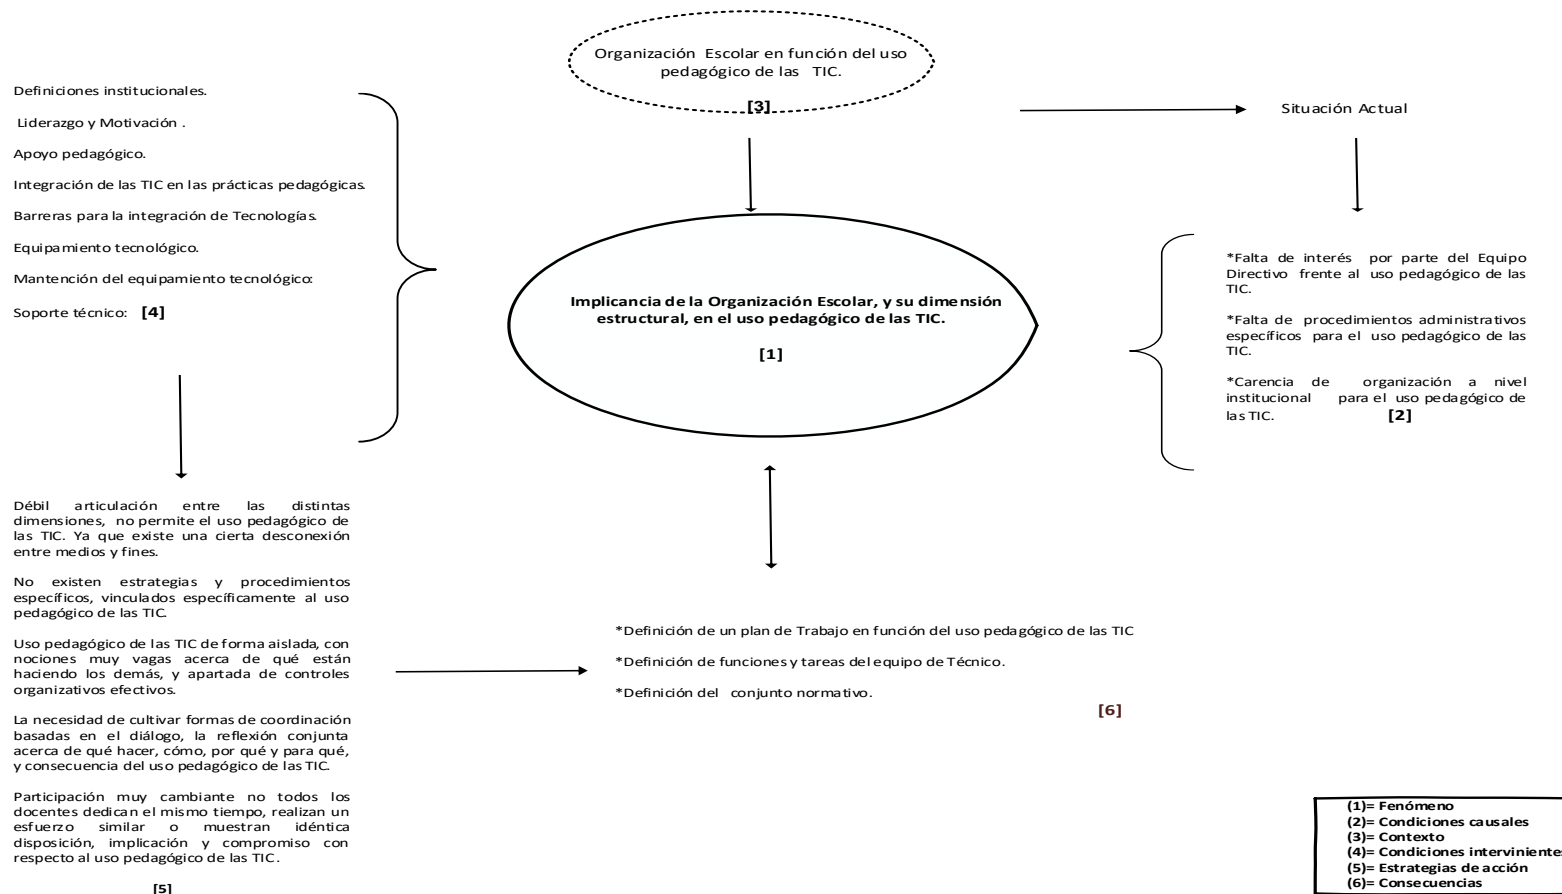 Organización Escolar en función del uso
pedagógico de las TIC.
[3]
Definiciones institucionales.
Liderazgo y Motivación .
Apoyo pedagógico.
Integración de las TIC en las prácticas pedagógicas.
Barreras para la integración de Tecnologías.
Equipamiento tecnológico.
Mantención del equipamiento tecnológico:
Soporte técnico: [4]
Situación Actual
Implicancia de la Organización Escolar, y su dimensión
estructural, en el uso pedagógico de las TIC.
[1]
*Falta de interés por parte del Equipo
Directivo frente al uso pedagógico de las
TIC.
*Falta de procedimientos administrativos
específicos para el uso pedagógico de las
TIC.
*Carencia de organización a nivel
institucional para el uso pedagógico de
las TIC. [2]
Débil articulación entre las distintas
dimensiones, no permite el uso pedagógico de
las TIC. Ya que existe una cierta desconexión
entre medios y fines.
No existen estrategias y procedimientos
específicos, vinculados específicamente al uso
pedagógico de las TIC.
Uso pedagógico de las TIC de forma aislada, con
nociones muy vagas acerca de qué están
haciendo los demás, y apartada de controles
organizativos efectivos.
La necesidad de cultivar formas de coordinación
basadas en el diálogo, la reflexión conjunta
acerca de qué hacer, cómo, por qué y para qué,
y consecuencia del uso pedagógico de las TIC.
Participación muy cambiante no todos los
docentes dedican el mismo tiempo, realizan un
esfuerzo similar o muestran idéntica
disposición, implicación y compromiso con
respecto al uso pedagógico de las TIC .
[5]
*Definición de un plan de Trabajo en función del uso pedagógico de las TIC
*Definición de funciones y tareas del equipo de Técnico.
*Definición del conjunto normativo.
[6]
(1)= Fenómeno
(2)= Condiciones causales
(3)= Contexto
(4)= Condiciones intervinientes
(5)= Estrategias de acción
(6)= Consecuencias